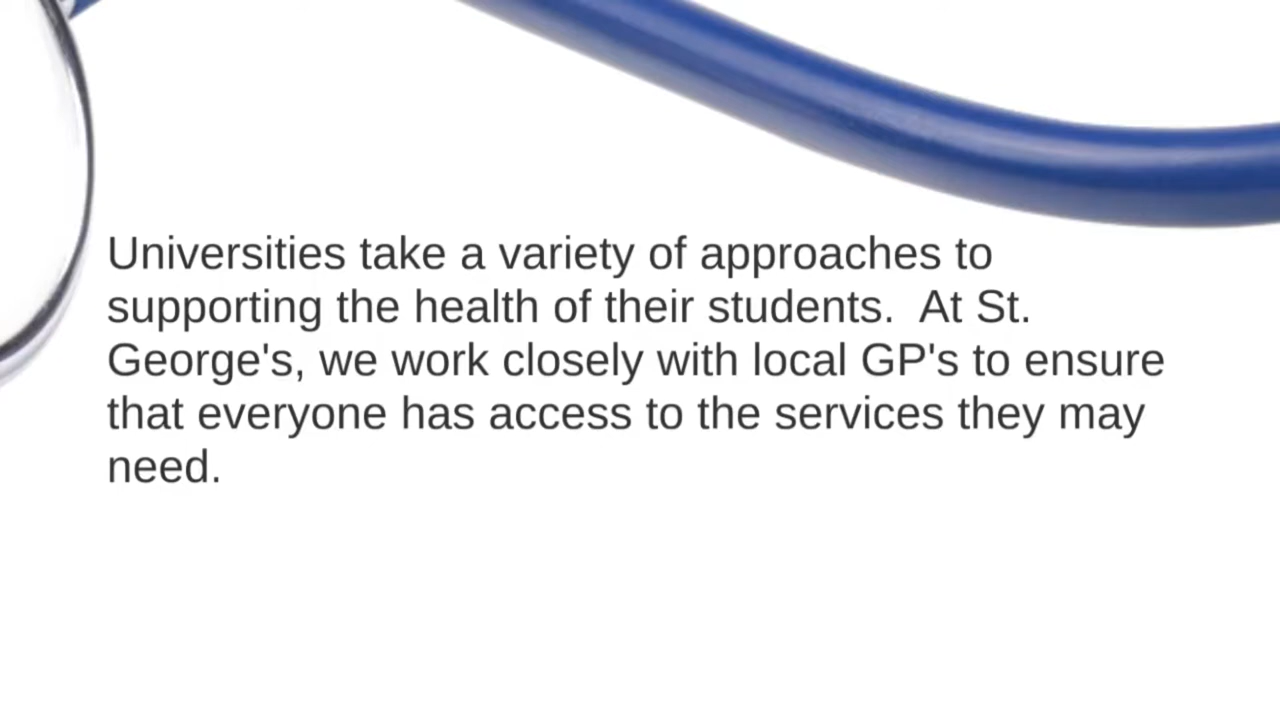 Universities take a variety of approaches to
supporting the health of their students.  At St.
George's, we work closely with local GP's to ensure
that everyone has access to the services they may
need.